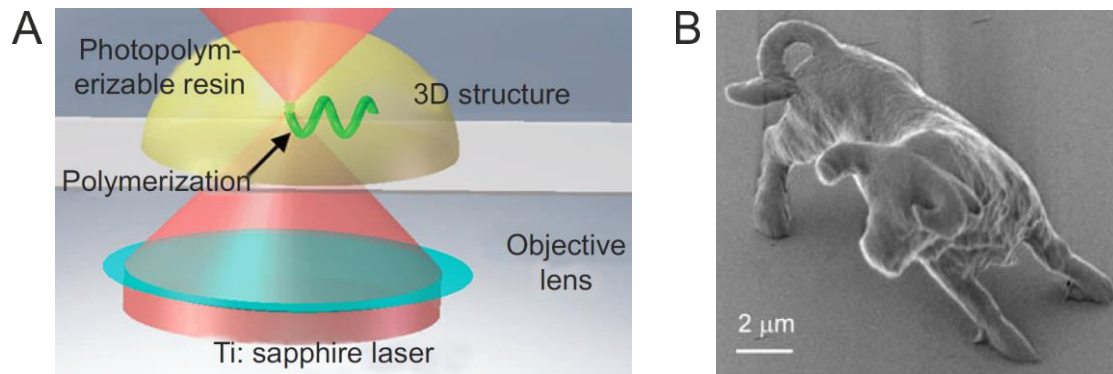 A
Photopolym-
erizable resin
3D structure
Polymerization
Objective
lens
Ti: sapphire laser
B
2 μm